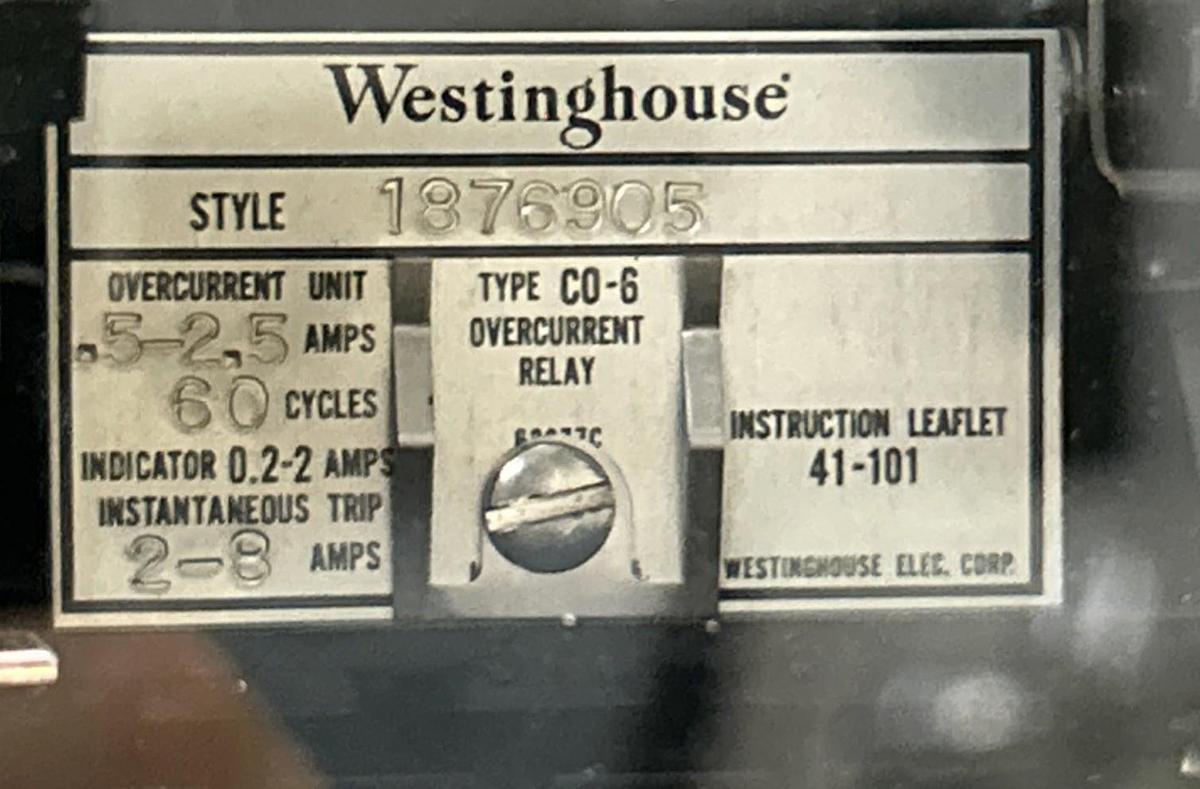 Westinghouse
STYLE 1876905
OVERCURRENT UNIT
.5-2.5 AMPS
60 CYCLES
INDICATOR 0.2-2 AMPS
INSTANTANEOUS TRIP
2-8 AMPS
TYPE CO-6
OVERCURRENT
RELAY
INSTRUCTION LEAFLET
41-101
WESTINGHOUSE ELEC. CORP.